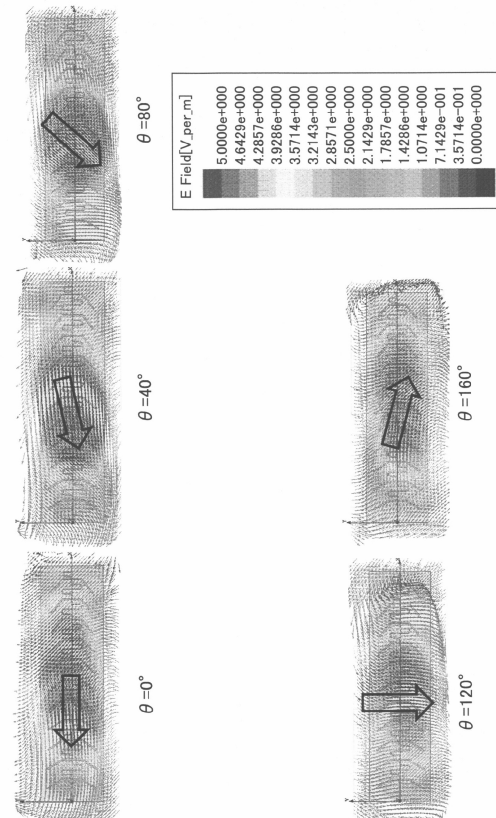 θ=0°
θ=40°
θ=80°
θ=120°
θ=160°
E Field[V_per_m]
5.0000e+000
4.6429e+000
4.2857e+000
3.9286e+000
3.5714e+000
3.2143e+000
2.8571e+000
2.5000e+000
2.1429e+000
1.7857e+000
1.4286e+000
1.0714e+000
7.1429e-001
3.5714e-001
0.0000e+000